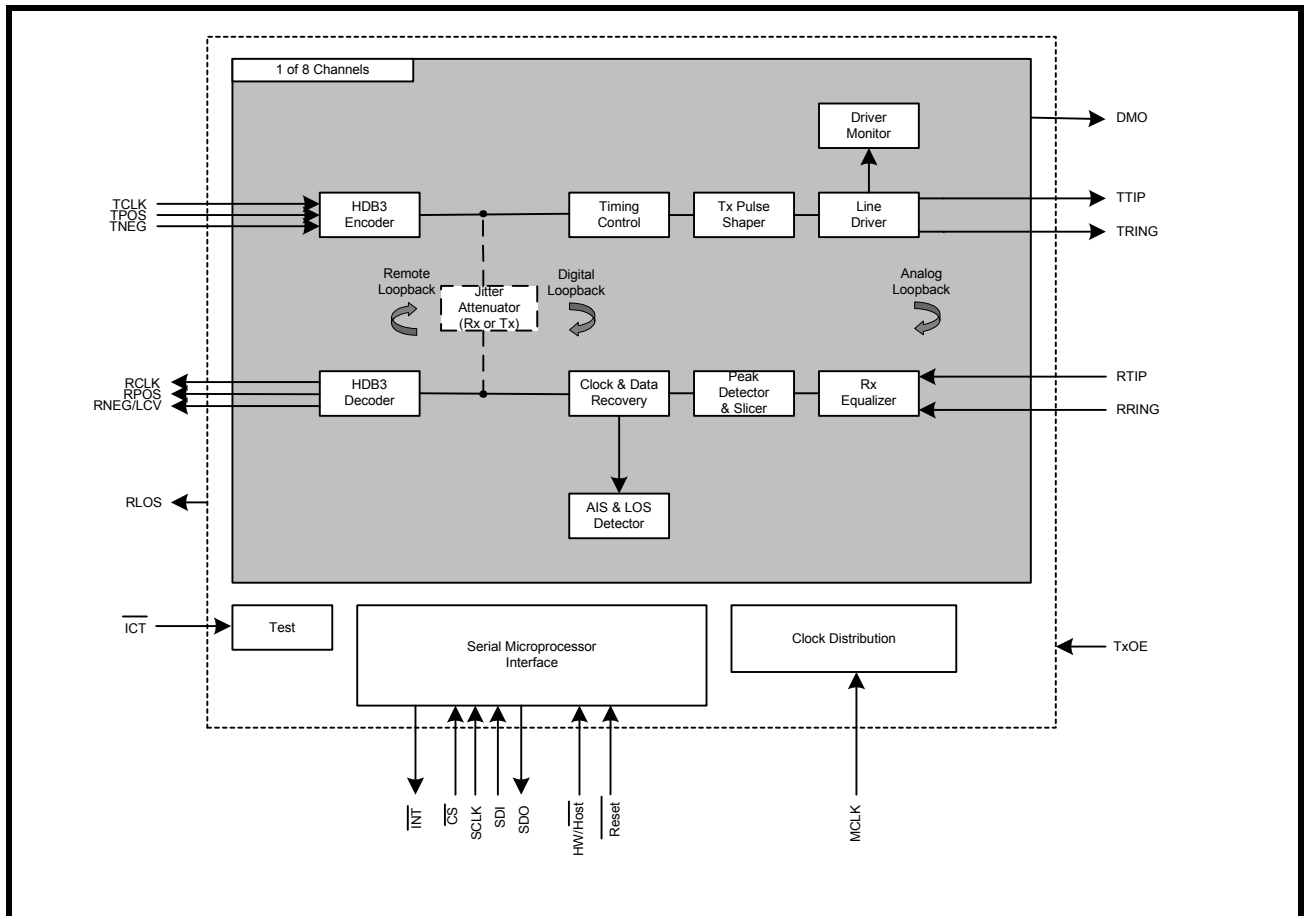 1 of 8 Channels
Driver
Monitor
DMO
TCLK
TPOS
TNEG
HDB3
Encoder
Timing
Control
Tx Pulse
Shaper
Line
Driver
TTIP
TRING
Remote
Loopback
Jitter
Attenuator
(Rx or Tx)
Digital
Loopback
Analog
Loopback
RCLK
RPOS
RNEG/LCV
HDB3
Decoder
Clock & Data
Recovery
Peak
Detector
& Slicer
Rx
Equalizer
RTIP
RRING
RLOS
AIS & LOS
Detector
ICT
Test
Serial Microprocessor
Interface
Clock Distribution
TxOE
INT
CS
SCLK
SDI
SDO
HW/Host
Reset
MCLK